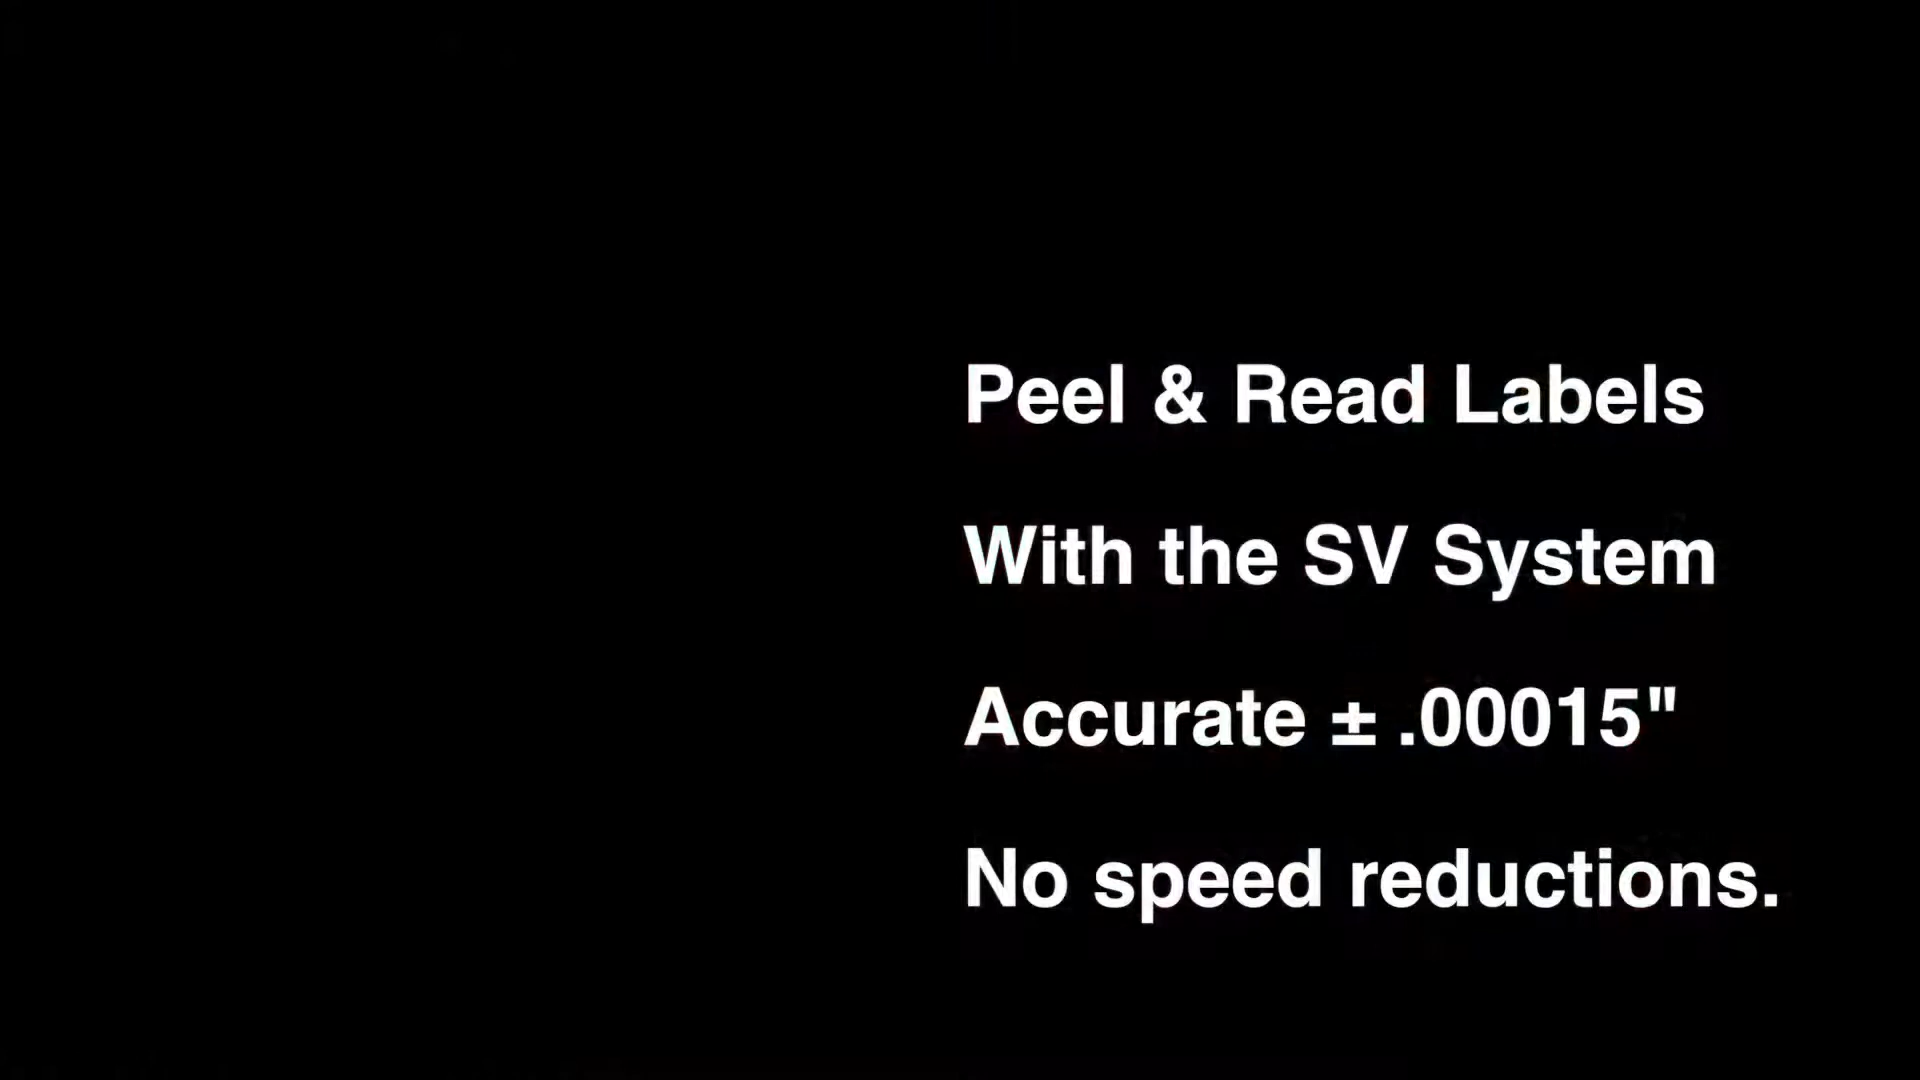 Peel & Read Labels
With the SV System
Accurate ± .00015"
No speed reductions.